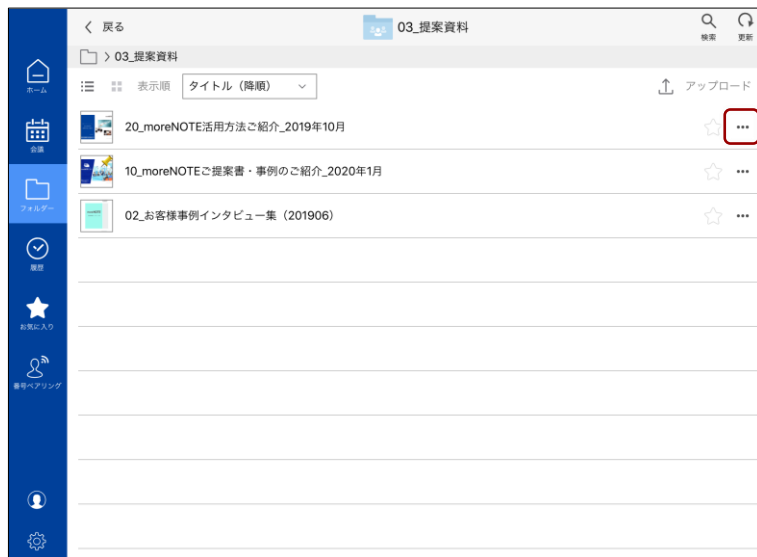 戻る
03_提案資料
検索
更新
03_提案資料
表示順
タイトル（降順）
アップロード
20_moreNOTE活用方法ご紹介_2019年10月
10_moreNOTEご提案書・事例のご紹介_2020年1月
02_お客様事例インタビュー集（201906）
ホーム
会議
フォルダー
履歴
お気に入り
番号ペアリング